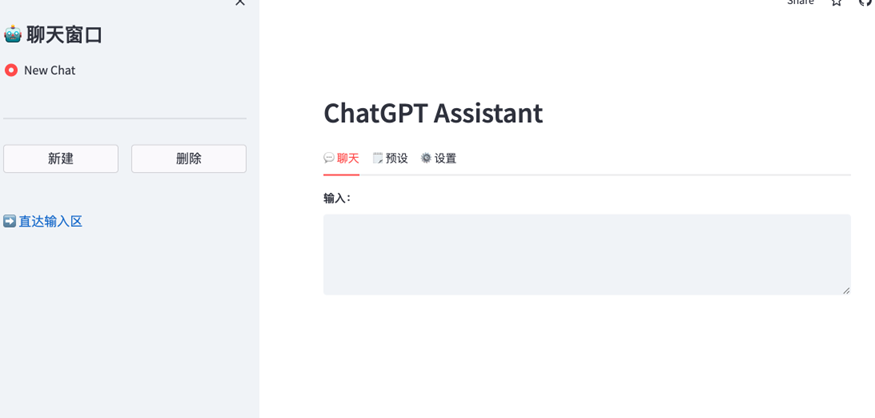 聊天窗口
New Chat
新建
删除
直达输入区
Share
ChatGPT Assistant
聊天
预设
设置
输入：